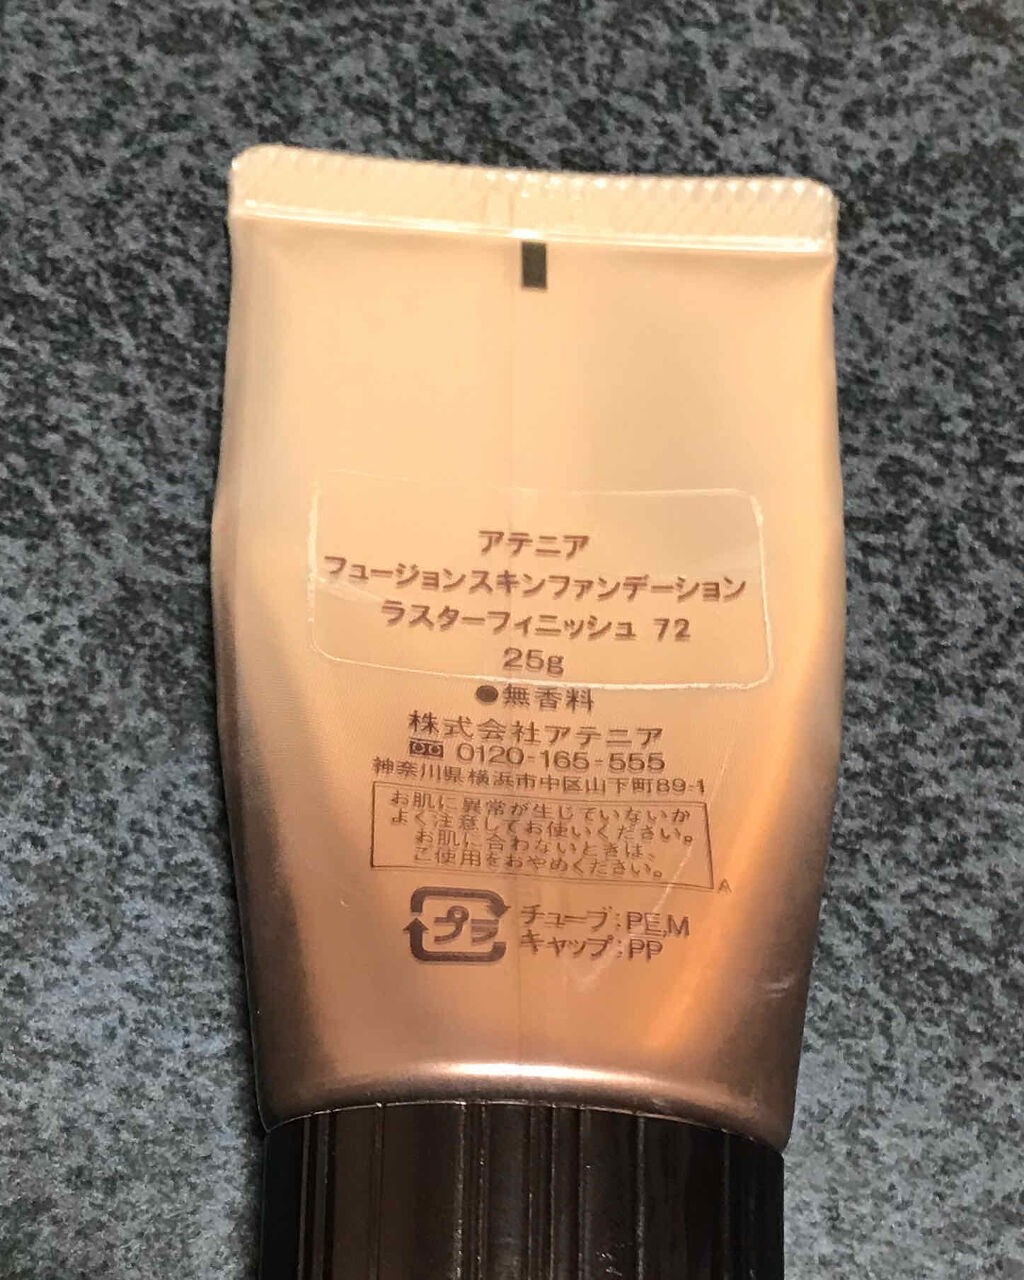 アテニア
フュージョンスキンファンデーション
ラスターフィニッシュ 72
25g
●無香料
株式会社アテニア
0120-165-555
神奈川県横浜市中区山下町89-1
お肌に異常が生じていないか
よく注意してお使いください。
お肌に合わないときは、
ご使用をおやめください。
A
プラ
チューブ:PE,M
キャップ:PP